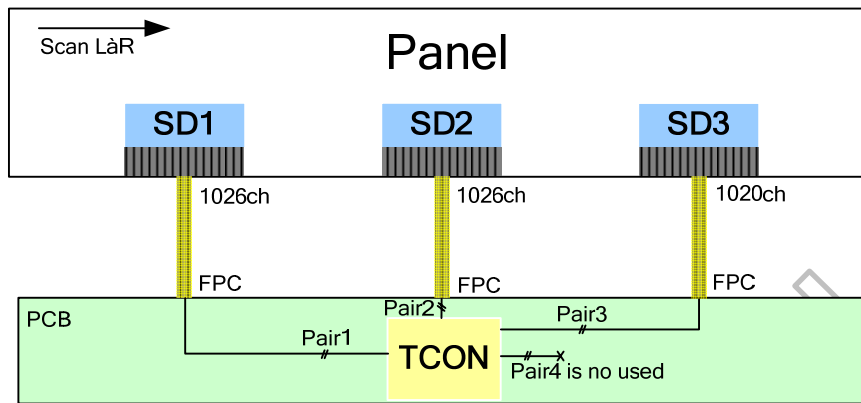 Scan LàR
Panel
SD1
SD2
SD3
1026ch
1026ch
1020ch
FPC
FPC
FPC
PCB
Pair1
Pair2
Pair3
TCON
Pair4 is no used